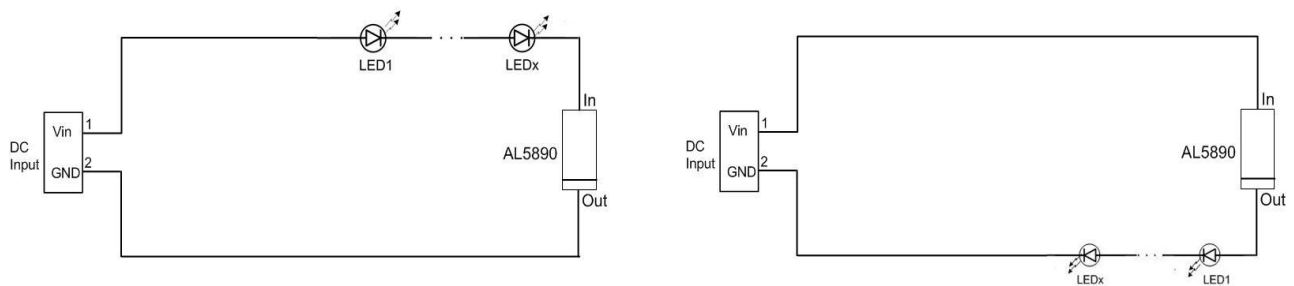 LED1
LEDx
In
Vin
1
DC
Input
GND
2
AL5890
Out
In
Vin
1
DC
Input
GND
2
AL5890
Out
LEDx
LED1